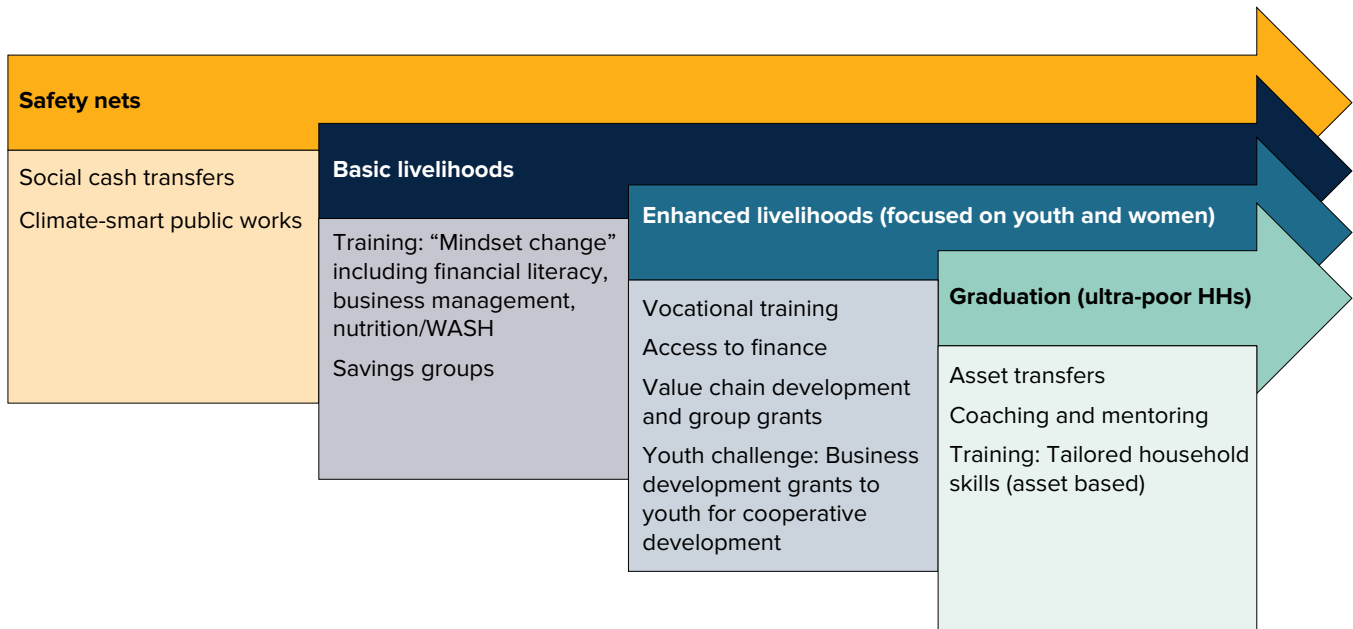 Safety nets
Social cash transfers
Climate-smart public works
Basic livelihoods
Training: “Mindset change”
including financial literacy,
business management,
nutrition/WASH
Savings groups
Enhanced livelihoods (focused on youth and women)
Vocational training
Access to finance
Value chain development
and group grants
Youth challenge: Business
development grants to
youth for cooperative
development
Graduation (ultra-poor HHs)
Asset transfers
Coaching and mentoring
Training: Tailored household
skills (asset based)